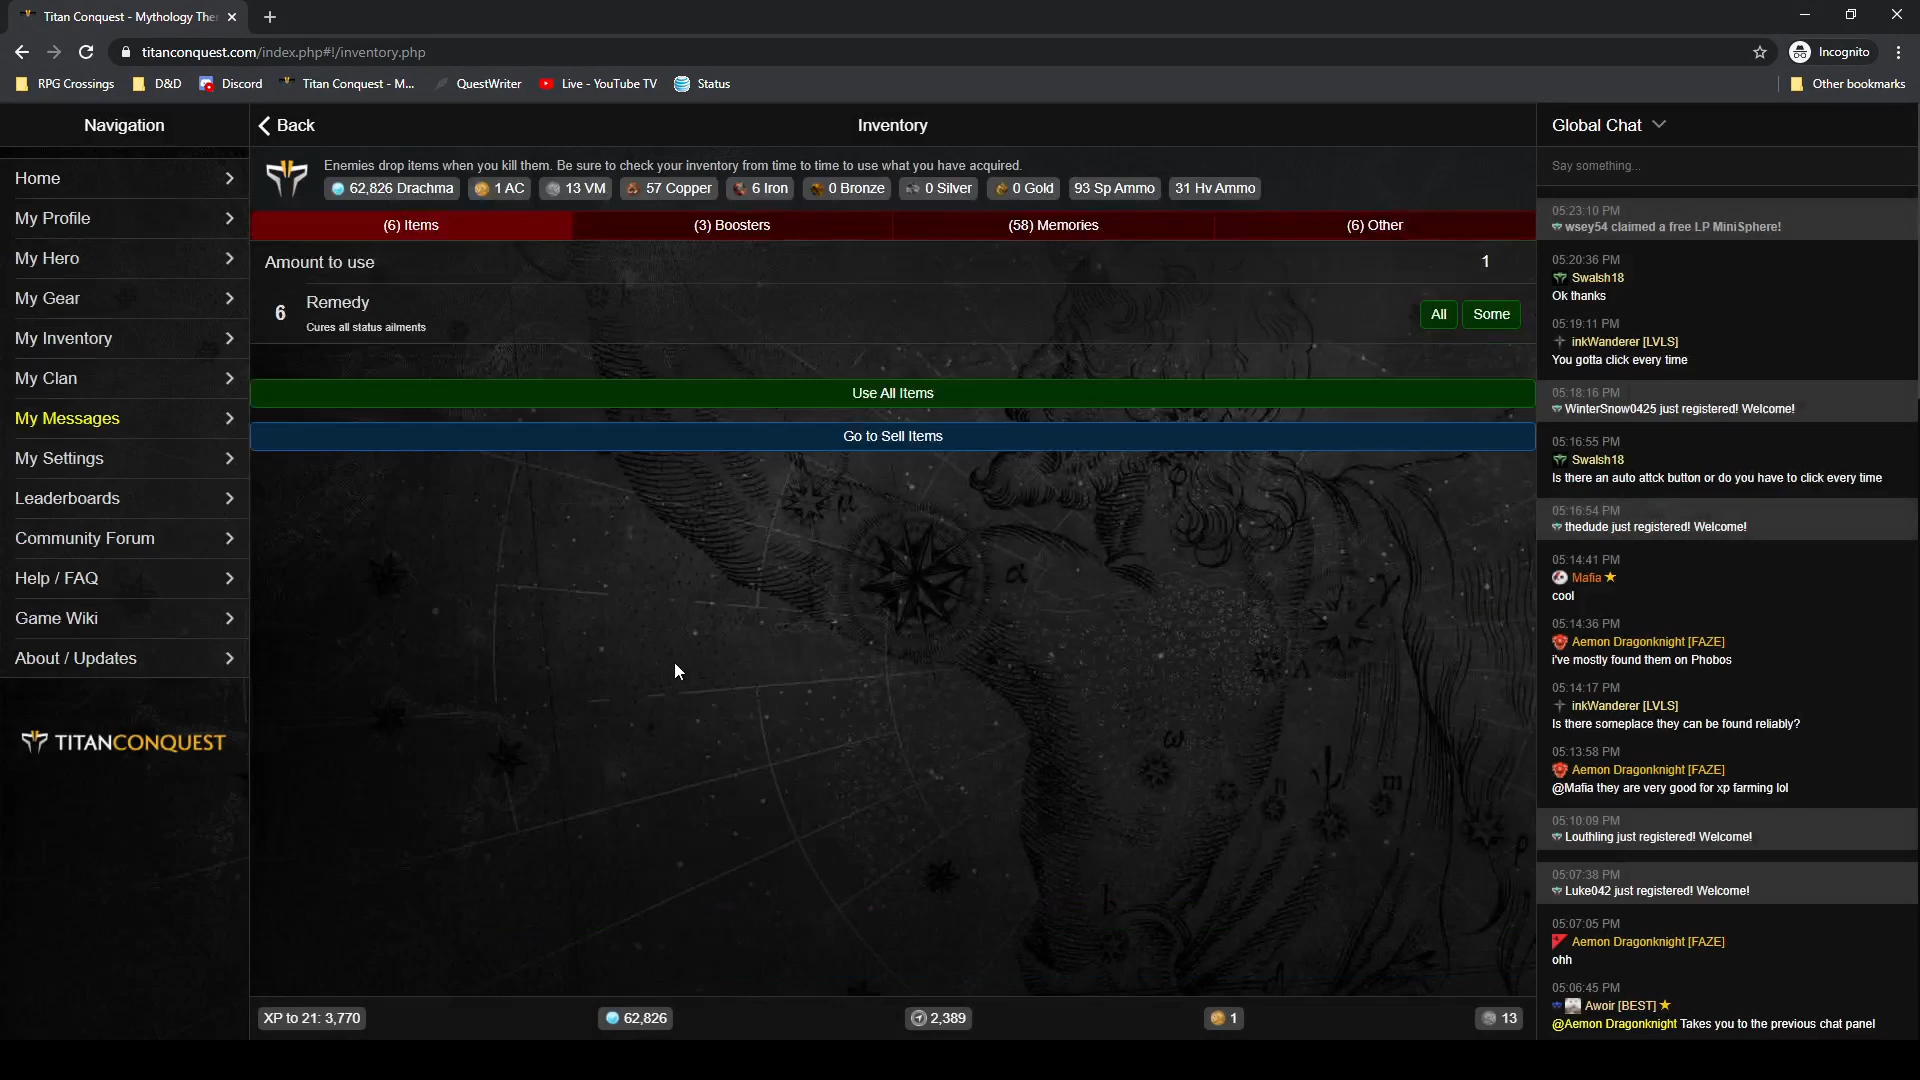 Titan Conquest - Mythology The
titanconquest.com/index.php#!/inventory.php
Incognito
RPG Crossings
D&D
Discord
Titan Conquest - M...
QuestWriter
Live - YouTube TV
Status
Other bookmarks
Navigation
Home
My Profile
My Hero
My Gear
My Inventory
My Clan
My Messages
My Settings
Leaderboards
Community Forum
Help / FAQ
Game Wiki
About / Updates
TITANCONQUEST
Back
Inventory
Enemies drop items when you kill them. Be sure to check your inventory from time to time to use what you have acquired.
62,826 Drachma
1 AC
13 VM
57 Copper
6 Iron
0 Bronze
0 Silver
0 Gold
93 Sp Ammo
31 Hv Ammo
(6) Items
(3) Boosters
(58) Memories
(6) Other
Amount to use
1
6
Remedy
Cures all status ailments
All
Some
Use All Items
Go to Sell Items
XP to 21: 3,770
62,826
2,389
1
13
Global Chat
Say something...
05:23:10 PM
wsey54 claimed a free LP MiniSphere!
05:20:36 PM
Swalsh18
Ok thanks
05:19:11 PM
inkWanderer [LVLS]
You gotta click every time
05:18:16 PM
WinterSnow0425 just registered! Welcome!
05:16:55 PM
Swalsh18
Is there an auto attck button or do you have to click every time
05:16:54 PM
thedude just registered! Welcome!
05:14:41 PM
Mafia
cool
05:14:36 PM
Aemon Dragonknight [FAZE]
i've mostly found them on Phobos
05:14:17 PM
inkWanderer [LVLS]
Is there someplace they can be found reliably?
05:13:58 PM
Aemon Dragonknight [FAZE]
@Mafia they are very good for xp farming lol
05:10:09 PM
Louthling just registered! Welcome!
05:07:38 PM
Luke042 just registered! Welcome!
05:07:05 PM
Aemon Dragonknight [FAZE]
ohh
05:06:45 PM
Awoir [BEST]
@Aemon Dragonknight Takes you to the previous chat panel